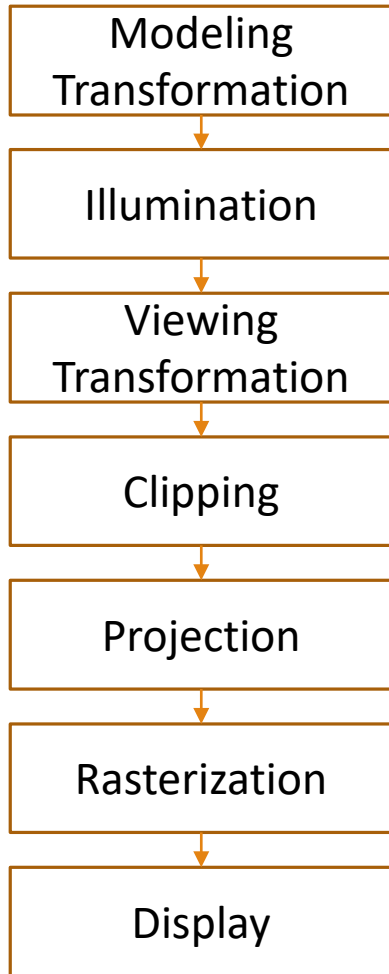 Modeling
Transformation
Illumination
Viewing
Transformation
Clipping
Projection
Rasterization
Display